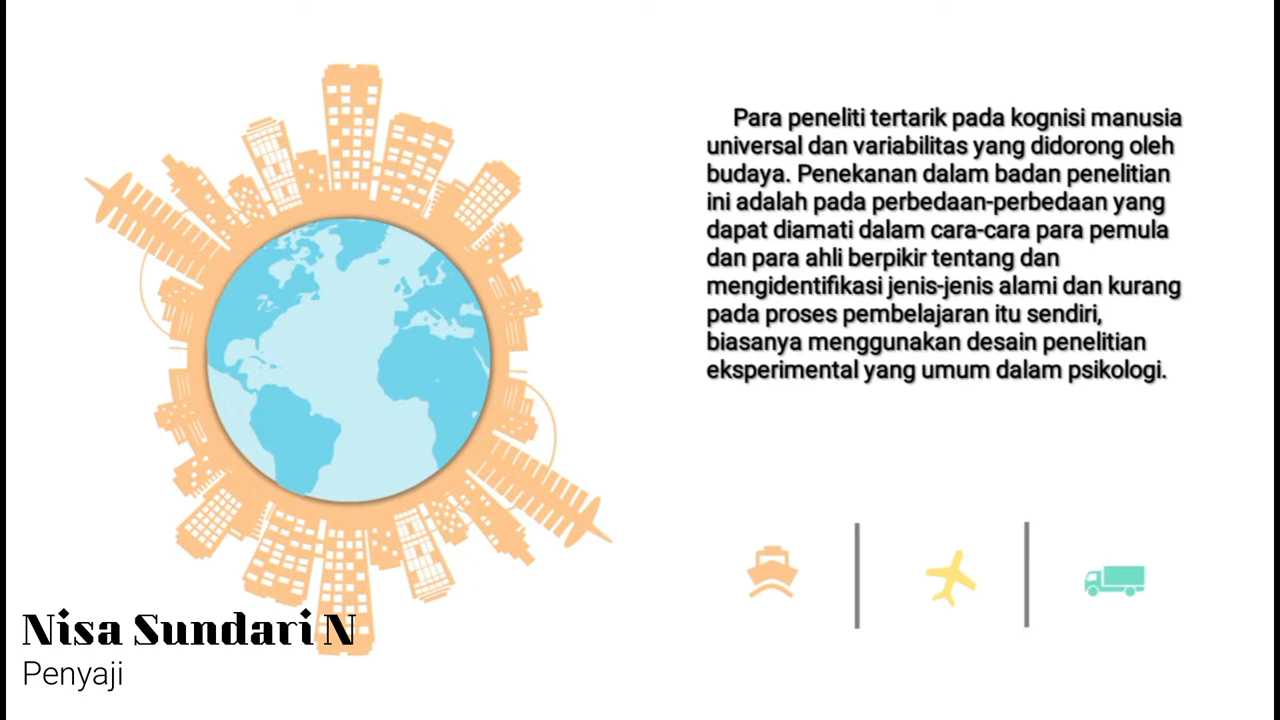 Para peneliti tertarik pada kognisi manusia
universal dan variabilitas yang didorong oleh
budaya. Penekanan dalam badan penelitian
ini adalah pada perbedaan-perbedaan yang
dapat diamati dalam cara-cara para pemula
dan para ahli berpikir tentang dan
mengidentifikasi jenis-jenis alami dan kurang
pada proses pembelajaran itu sendiri,
biasanya menggunakan desain penelitian
eksperimental yang umum dalam psikologi.
Nisa Sundari N
Penyaji